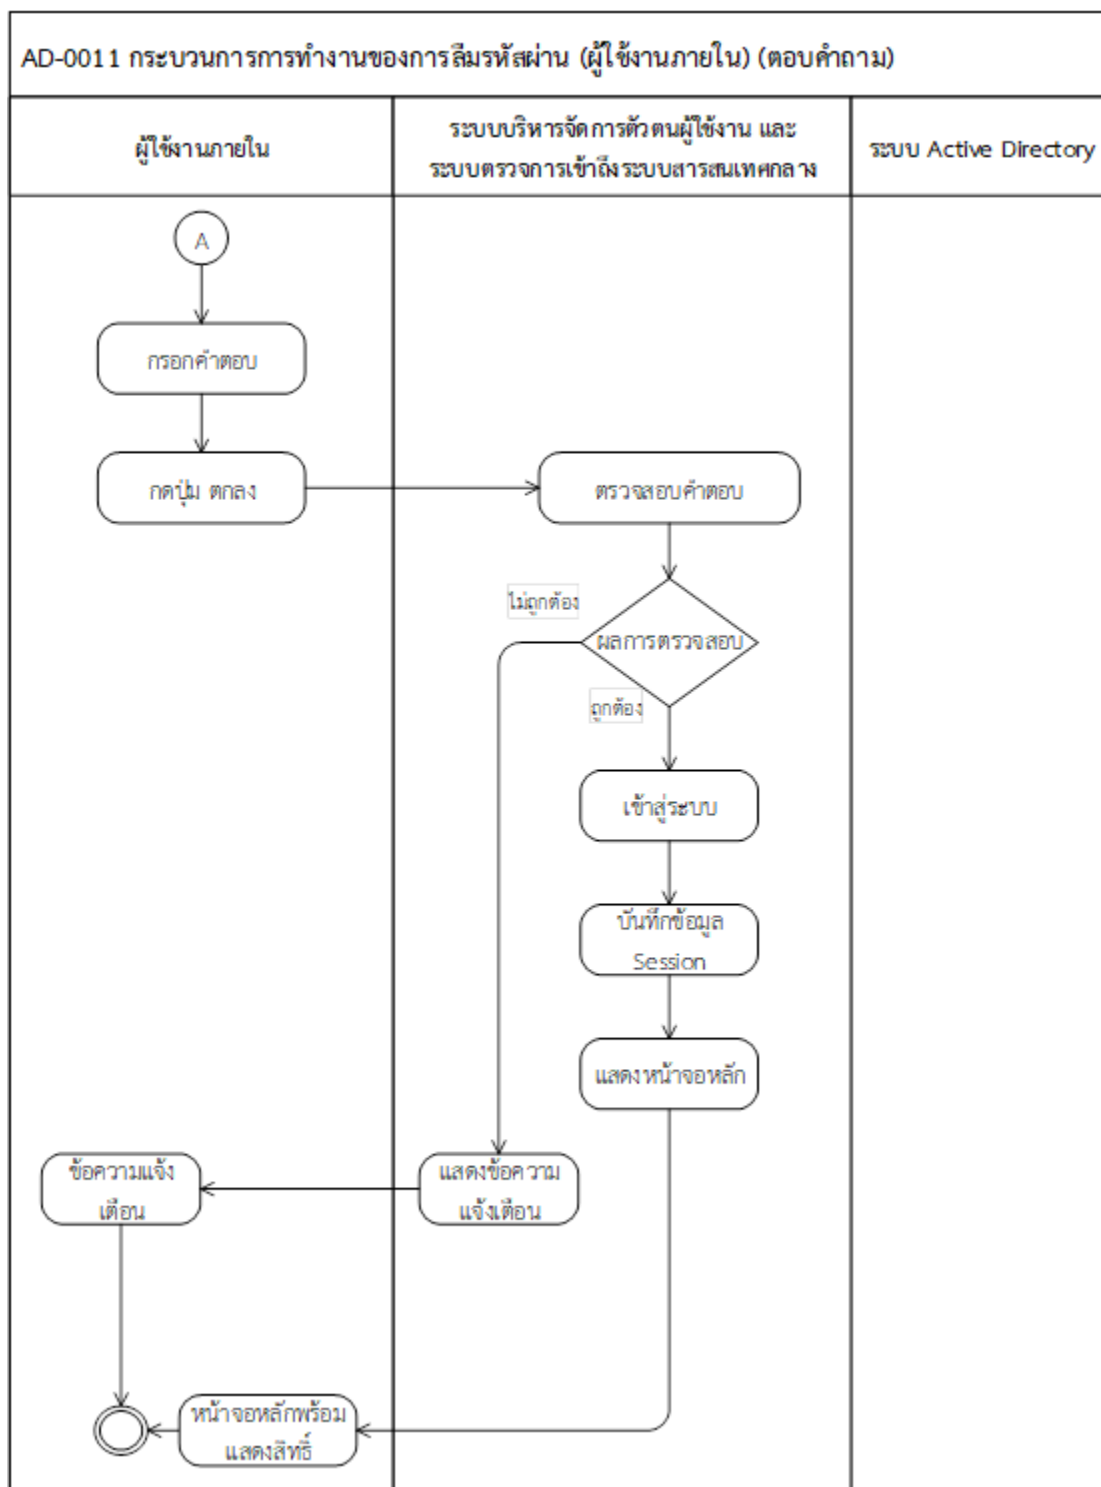 AD-0011 กระบวนการการทำงานของการลืมรหัสผ่าน (ผู้ใช้งานภายใน) (ตอบคำถาม)
ผู้ใช้งานภายใน
ระบบบริหารจัดการตัวตนผู้ใช้งาน และ
ระบบตรวจการเข้าถึงระบบสารสนเทศกลาง
ระบบ Active Directory
A
กรอกคำตอบ
กดปุ่ม ตกลง
ตรวจสอบคำตอบ
ไม่ถูกต้อง
ผลการตรวจสอบ
ถูกต้อง
เข้าสู่ระบบ
บันทึกข้อมูล
Session
แสดงหน้าจอหลัก
ข้อความแจ้ง
เตือน
แสดงข้อความ
แจ้งเตือน
หน้าจอหลักพร้อม
แสดงสิทธิ์